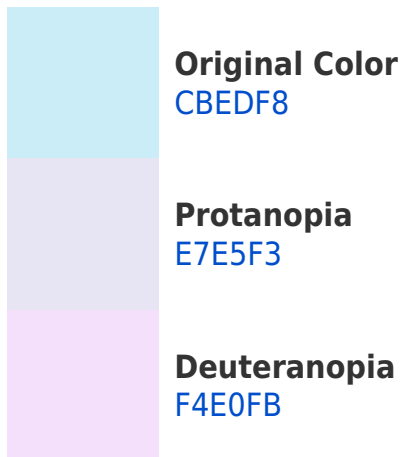 Original Color
CBEDF8
Protanopia
E7E5F3
Deuteranopia
F4E0FB